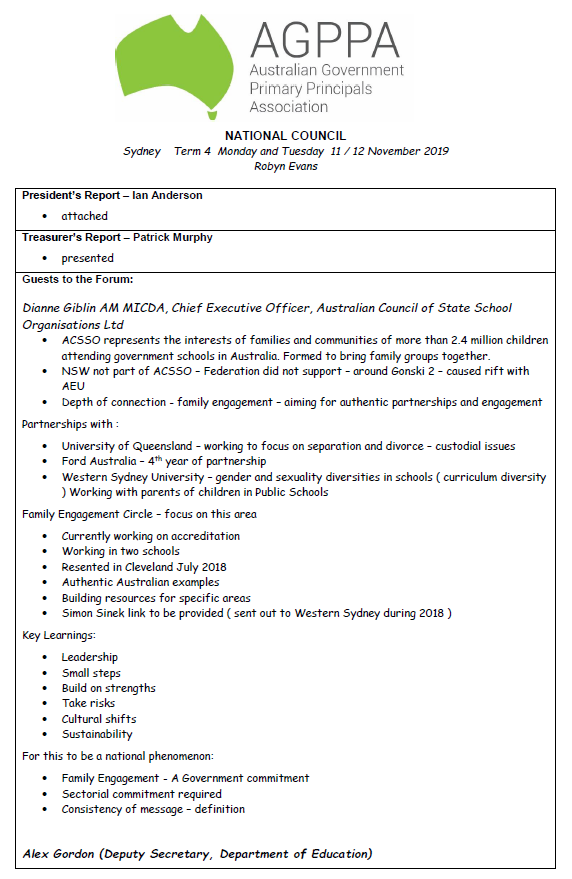 AGPPA
Australian Government
Primary Principals
Association
NATIONAL COUNCIL
Sydney Term 4 Monday and Tuesday 11 / 12 November 2019
Robyn Evans
President's Report – Ian Anderson
• attached
Treasurer's Report – Patrick Murphy
• presented
Guests to the Forum:
Dianne Giblin AM MICDA, Chief Executive Officer, Australian Council of State School
Organisations Ltd
• ACSSO represents the interests of families and communities of more than 2.4 million children
attending government schools in Australia. Formed to bring family groups together.
• NSW not part of ACSSO – Federation did not support – around Gonski 2 – caused rift with
AEU
• Depth of connection - family engagement – aiming for authentic partnerships and engagement
Partnerships with :
• University of Queensland – working to focus on separation and divorce – custodial issues
• Ford Australia – 4th year of partnership
• Western Sydney University – gender and sexuality diversities in schools ( curriculum diversity
) Working with parents of children in Public Schools
Family Engagement Circle – focus on this area
• Currently working on accreditation
• Working in two schools
• Resented in Cleveland July 2018
• Authentic Australian examples
• Building resources for specific areas
• Simon Sinek link to be provided ( sent out to Western Sydney during 2018 )
Key Learnings:
• Leadership
• Small steps
• Build on strengths
• Take risks
• Cultural shifts
• Sustainability
For this to be a national phenomenon:
• Family Engagement - A Government commitment
• Sectorial commitment required
• Consistency of message – definition
Alex Gordon (Deputy Secretary, Department of Education)